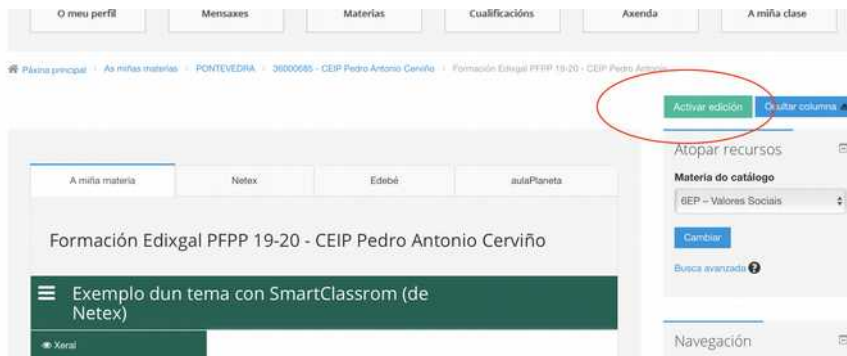 O meu perfil
Mensaxes
Materias
Cualificacións
Axenda
A miña clase
Páxina principal
As miñas materias
PONTEVEDRA
36000685 - CEIP Pedro Antonio Cerviño
Formación Edixgal PFPP 19-20 - CEIP Pedro Antonio
Activar edición
Ocultar columna
Atopar recursos
A miña materia
Netex
Edebé
aulaPlaneta
Materia do catálogo
6EP – Valores Sociais
Formación Edixgal PFPP 19-20 - CEIP Pedro Antonio Cerviño
Cambiar
Busca avanzada
Exemplo dun tema con SmartClassrom (de
Netex)
Xeral
Navegación